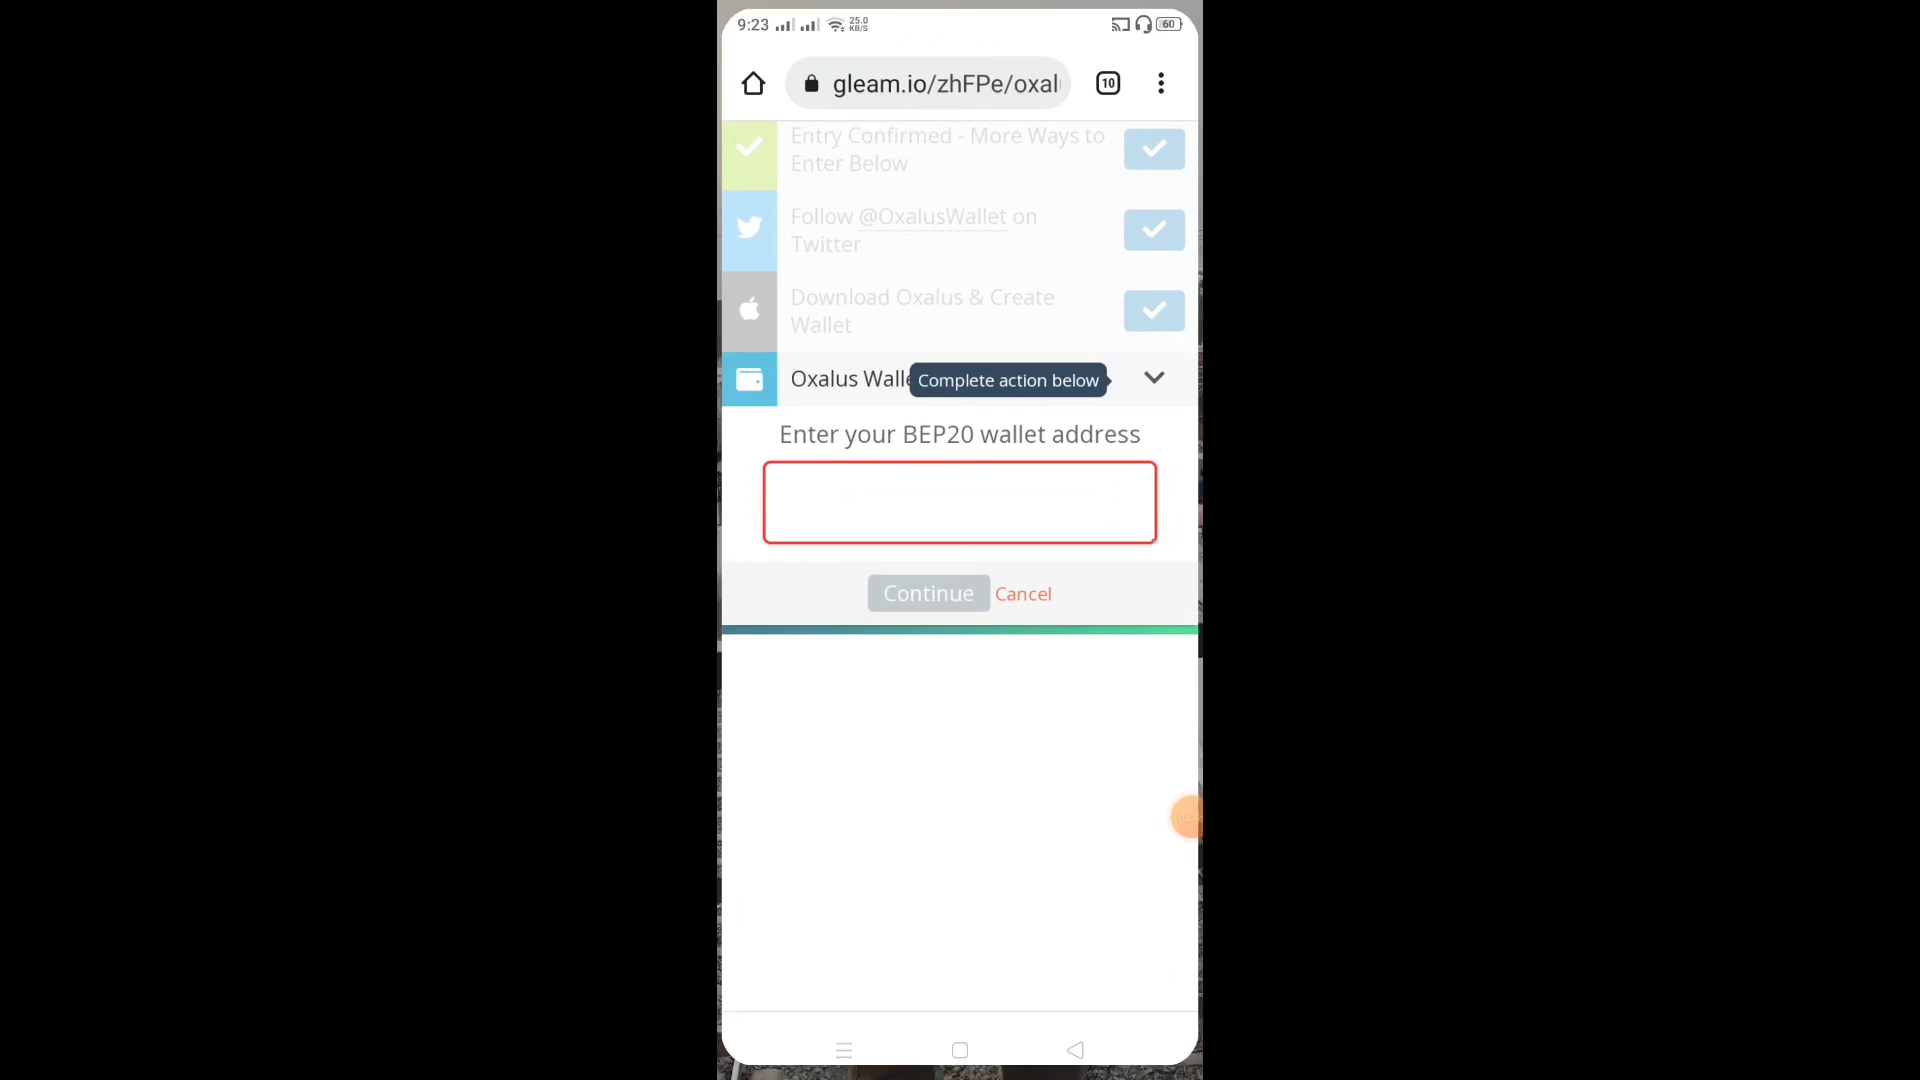 9:23 25.0 KB/S 60
gleam.io/zhFPe/oxal 10
Entry Confirmed - More Ways to
Enter Below
Follow @OxalusWallet on
Twitter
Download Oxalus & Create
Wallet
Oxalus Walle Complete action below
Enter your BEP20 wallet address
Continue Cancel